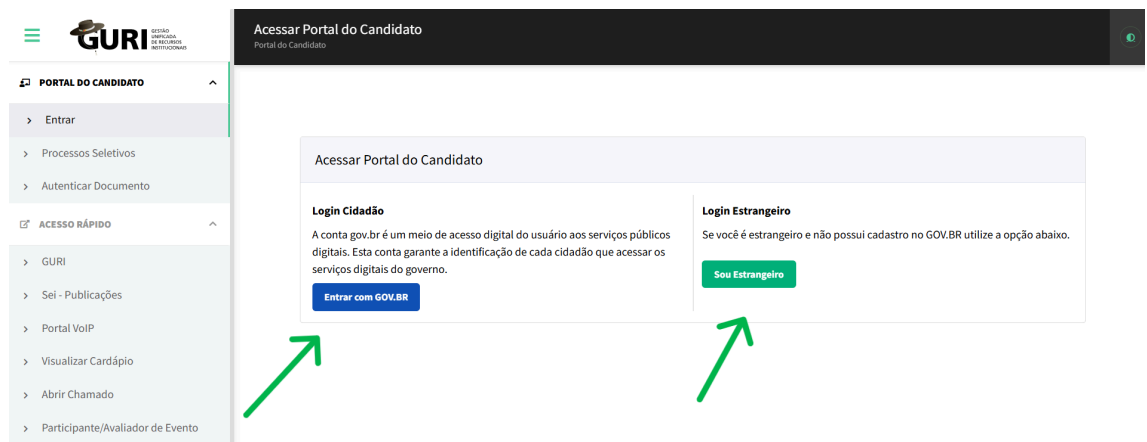 GURI
GESTÃO
UNIFICADA
DE RECURSOS
INSTITUCIONAIS
Acessar Portal do Candidato
Portal do Candidato
PORTAL DO CANDIDATO
Entrar
Processos Seletivos
Autenticar Documento
ACESSO RÁPIDO
GURI
Sei - Publicações
Portal VoIP
Visualizar Cardápio
Abrir Chamado
Participante/Avaliador de Evento
Acessar Portal do Candidato
Login Cidadão
A conta gov.br é um meio de acesso digital do usuário aos serviços públicos
digitais. Esta conta garante a identificação de cada cidadão que acessar os
serviços digitais do governo.
Entrar com GOV.BR
Login Estrangeiro
Se você é estrangeiro e não possui cadastro no GOV.BR utilize a opção abaixo.
Sou Estrangeiro